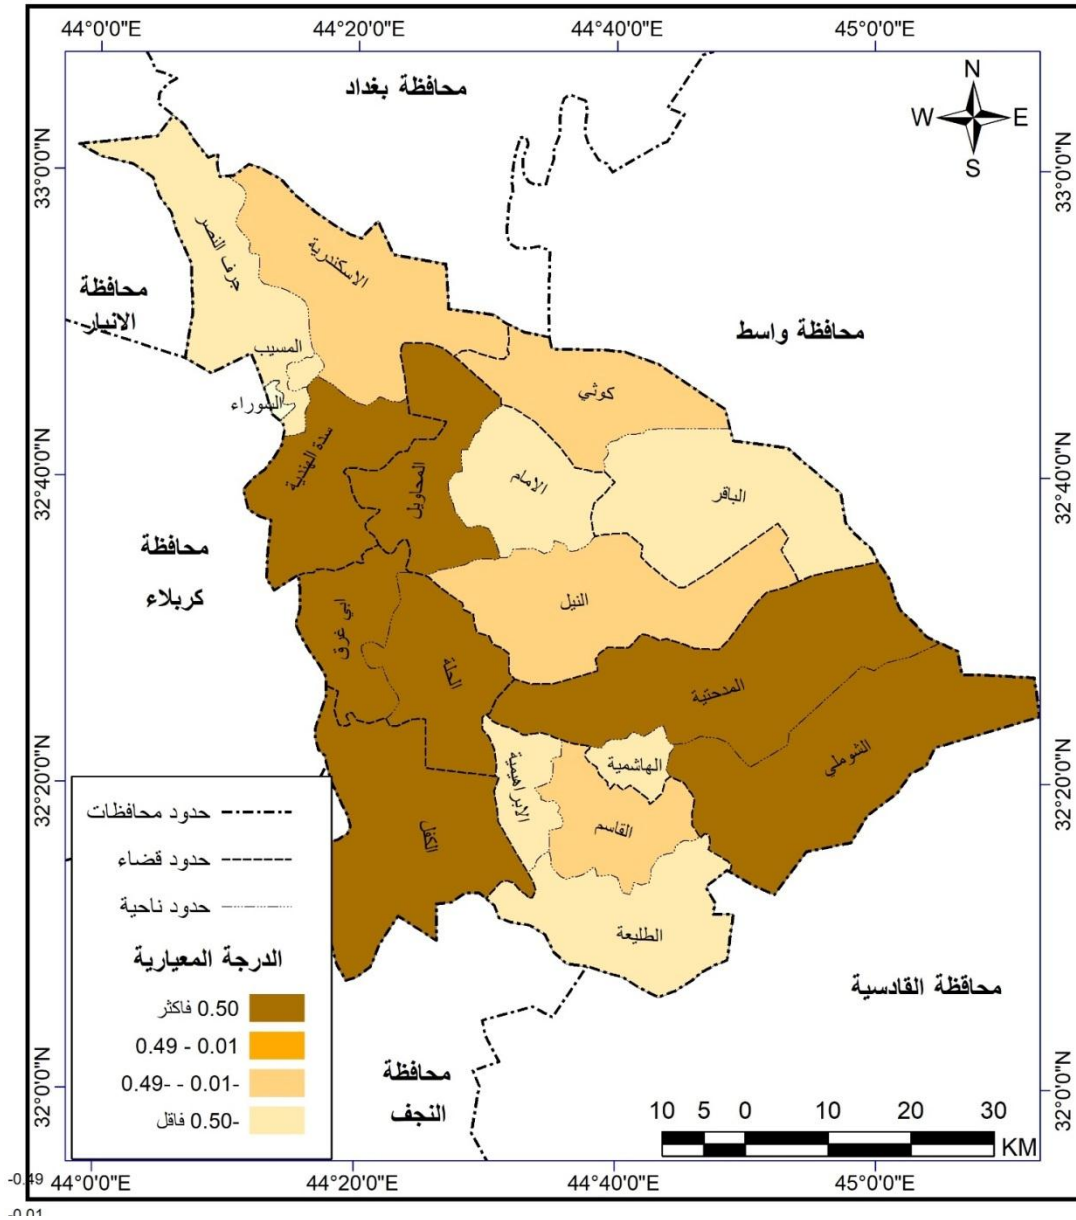 44°0'0"E
44°20'0"E
44°40'0"E
45°0'0"E
N
W
E
S
محافظة بغداد
33°0'0"N
33°0'0"N
جرف النصر
الاسكندرية
محافظة
الانبار
محافظة واسط
المسيب
السوراء
كوثي
سدة الهندية
المحاويل
الامام
الباقر
32°40'0"N
32°40'0"N
محافظة
كربلاء
ابي غرق
النيل
الحلة
المدحتية
الشوملي
32°20'0"N
32°20'0"N
الابراهيمية
الهاشمية
القاسم
الكفل
الطليعة
حدود محافظات
حدود قضاء
حدود ناحية
الدرجة المعيارية
0.50 فاكثر
0.01 - 0.49
-0.01 - -0.49
-0.50 فاقل
محافظة القادسية
محافظة
النجف
32°0'0"N
32°0'0"N
10 5 0 10 20 30
KM
44°0'0"E
44°20'0"E
44°40'0"E
45°0'0"E
-0.49
-0.01